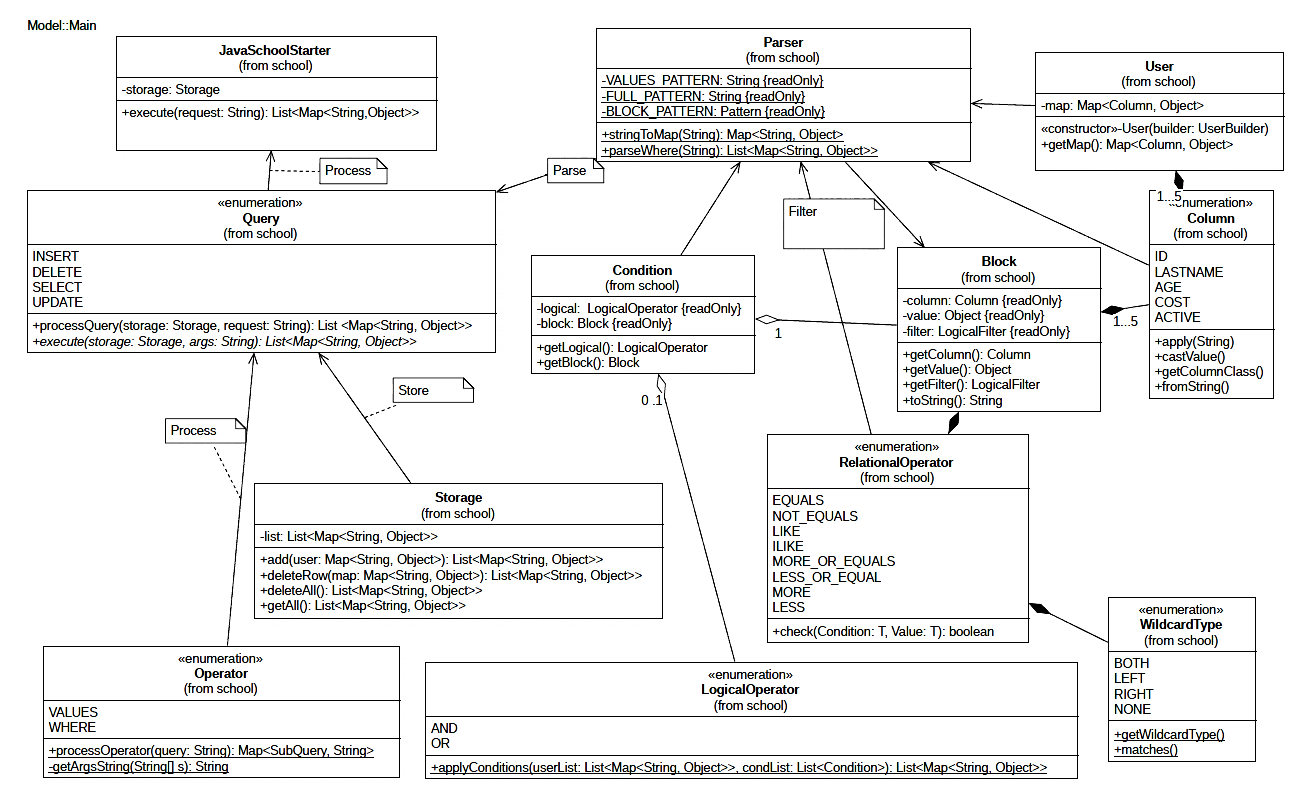 Model::Main
JavaSchoolStarter
(from school)
-storage: Storage
+execute(request: String): List<Map<String,Object>>
Parser
(from school)
-VALUES_PATTERN: String {readOnly}
-FULL_PATTERN: String {readOnly}
-BLOCK_PATTERN: Pattern {readOnly}
+stringToMap(String): Map<String, Object>
+parseWhere(String): List<Map<String, Object>>
User
(from school)
-map: Map<Column, Object>
«constructor»-User(builder: UserBuilder)
+getMap(): Map<Column, Object>
Process
Parse
«enumeration»
Query
(from school)
INSERT
DELETE
SELECT
UPDATE
+processQuery(storage: Storage, request: String): List <Map<String, Object>>
+execute(storage: Storage, args: String): List<Map<String, Object>>
Filter
1...5
«enumeration»
Column
(from school)
ID
LASTNAME
AGE
COST
ACTIVE
+apply(String)
+castValue()
+getColumnClass()
+fromString()
Condition
(from school)
-logical:  LogicalOperator {readOnly}
-block: Block {readOnly}
+getLogical(): LogicalOperator
+getBlock(): Block
1
Block
(from school)
-column: Column {readOnly}
-value: Object {readOnly}
-filter: LogicalFilter {readOnly}
+getColumn(): Column
+getValue(): Object
+getFilter(): LogicalFilter
+toString(): String
1...5
Store
0 .1
Process
Storage
(from school)
-list: List<Map<String, Object>>
+add(user: Map<String, Object>): List<Map<String, Object>>
+deleteRow(map: Map<String, Object>): List<Map<String, Object>>
+deleteAll(): List<Map<String, Object>>
+getAll(): List<Map<String, Object>>
«enumeration»
RelationalOperator
(from school)
EQUALS
NOT_EQUALS
LIKE
ILIKE
MORE_OR_EQUALS
LESS_OR_EQUAL
MORE
LESS
+check(Condition: T, Value: T): boolean
«enumeration»
WildcardType
(from school)
BOTH
LEFT
RIGHT
NONE
+getWildcardType()
+matches()
«enumeration»
Operator
(from school)
VALUES
WHERE
+processOperator(query: String): Map<SubQuery, String>
-getArgsString(String[] s): String
«enumeration»
LogicalOperator
(from school)
AND
OR
+applyConditions(userList: List<Map<String, Object>>, condList: List<Condition>): List<Map<String, Object>>